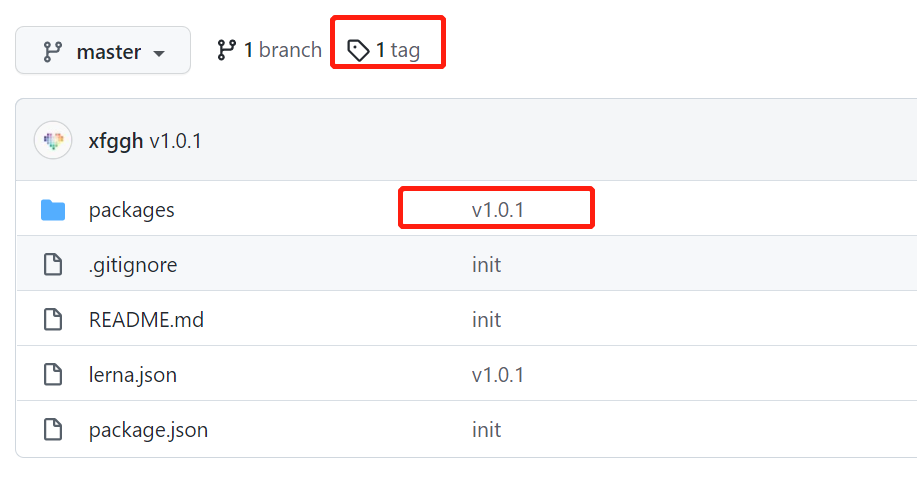 master 1 branch 1 tag
xfggh v1.0.1
packages v1.0.1
.gitignore init
README.md init
lerna.json v1.0.1
package.json init